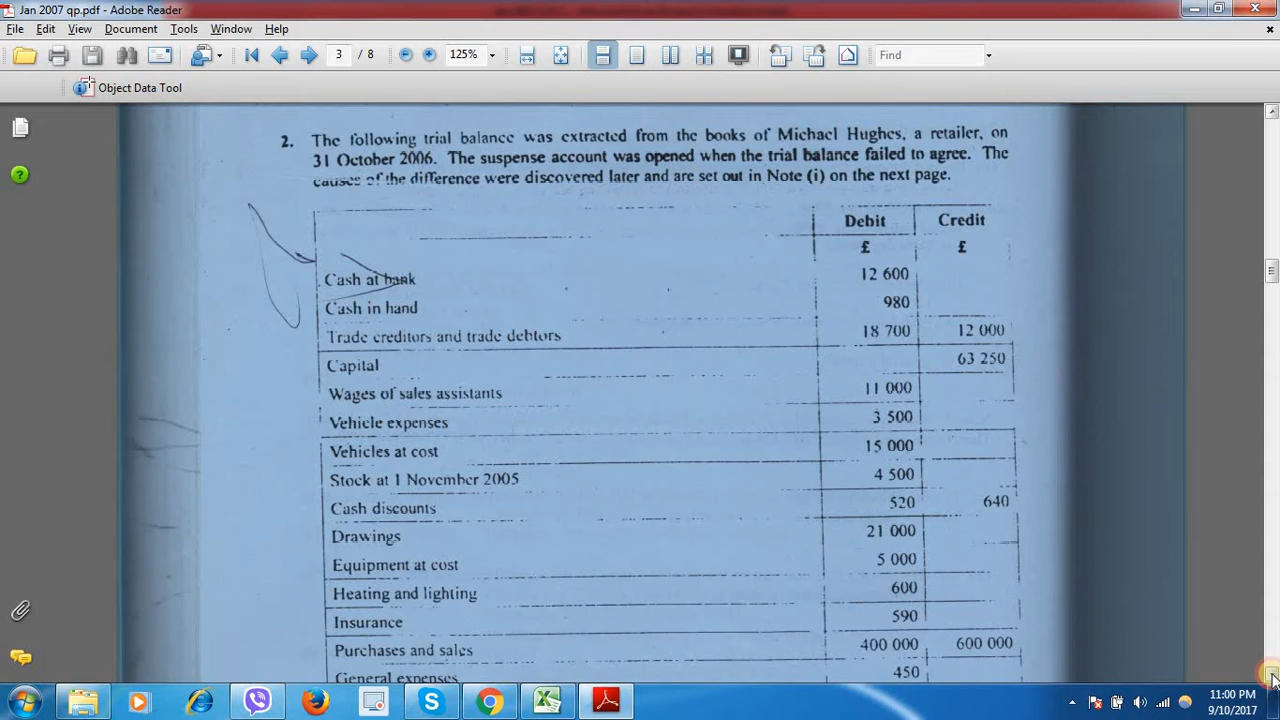 Jan 2007 qp.pdf - Adobe Reader
File Edit View Document Tools Window Help
3 / 8 125% Find
Object Data Tool
2. The following trial balance was extracted from the books of Michael Hughes, a retailer, on
31 October 2006. The suspense account was opened when the trial balance failed to agree. The
causes of the difference were discovered later and are set out in Note (i) on the next page.
Debit Credit
£ £
Cash at bank 12 600
Cash in hand 980
Trade creditors and trade debtors 18 700 12 000
Capital 63 250
Wages of sales assistants 11 000
Vehicle expenses 3 500
Vehicles at cost 15 000
Stock at 1 November 2005 4 500
Cash discounts 520 640
Drawings 21 000
Equipment at cost 5 000
Heating and lighting 600
Insurance 590
Purchases and sales 400 000 600 000
General expenses 450
11:00 PM
9/10/2017